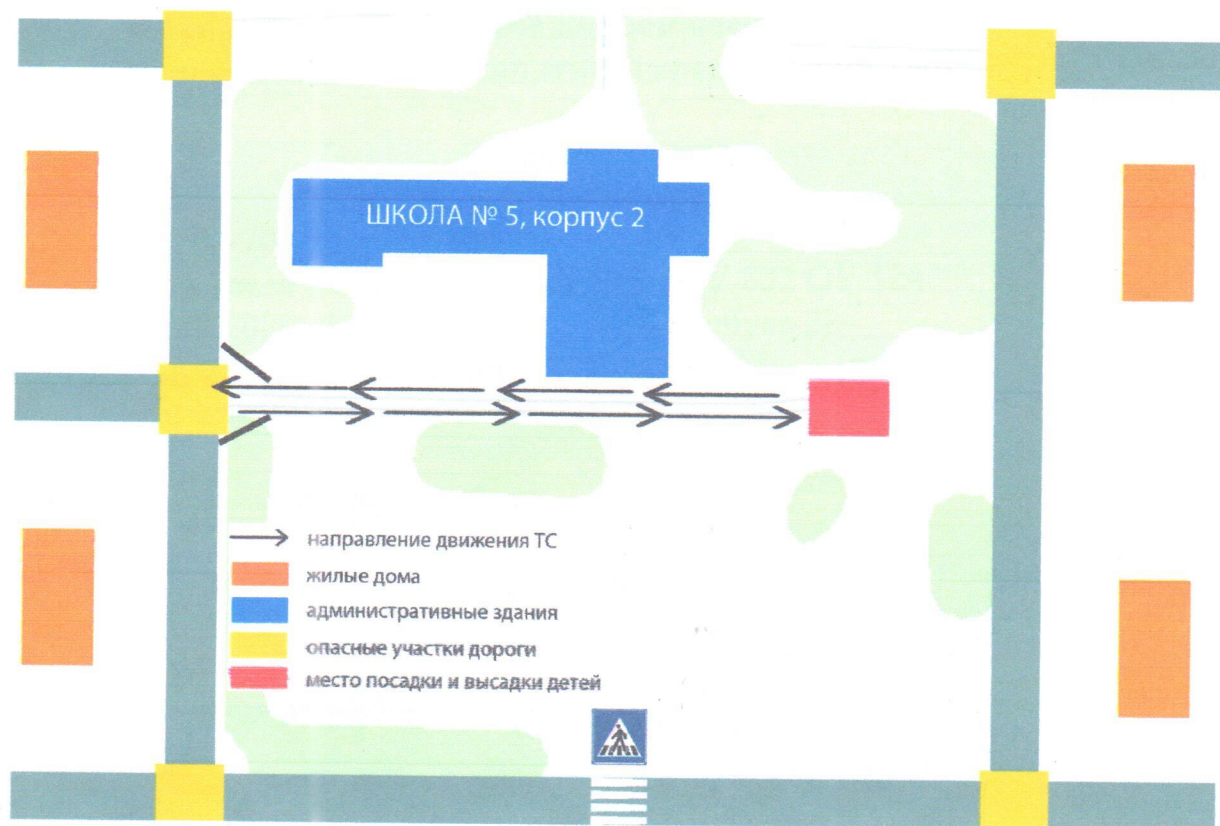 ШКОЛА № 5, корпус 2
направление движения ТС
жилые дома
административные здания
опасные участки дороги
место посадки и высадки детей